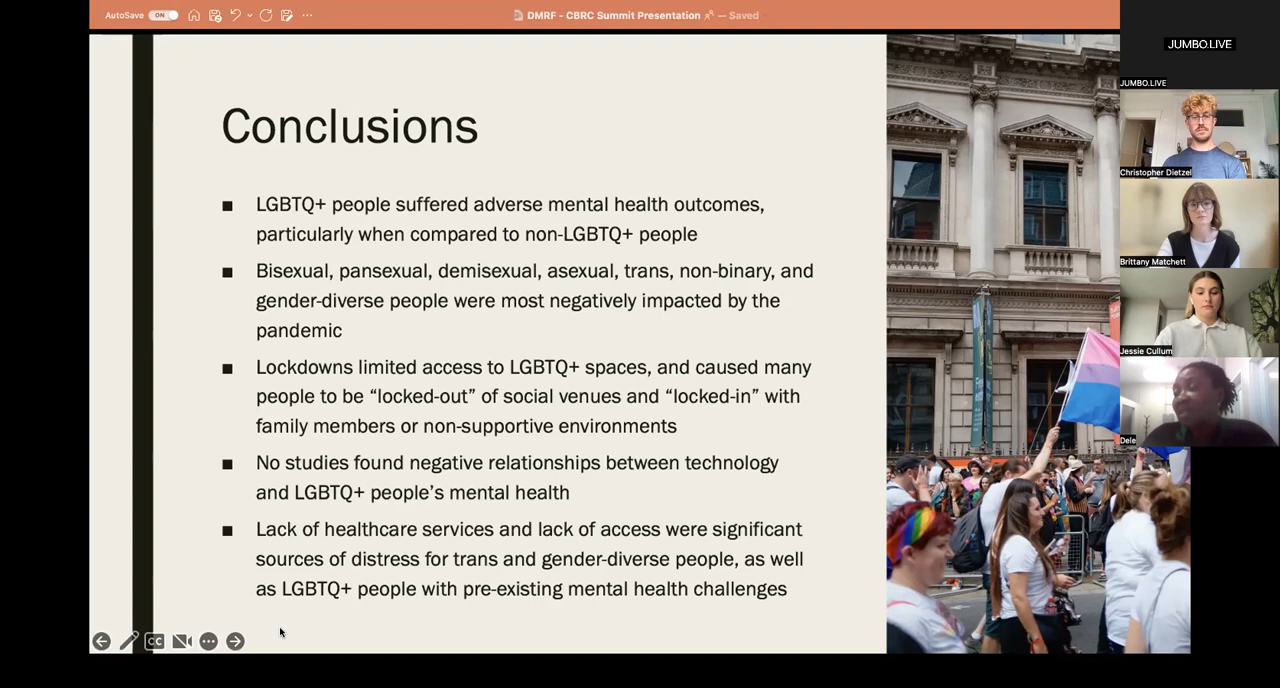 AutoSave ON
DMRF - CBRC Summit Presentation — Saved
JUMBO.LIVE
JUMBO.LIVE
Christopher Dietzel
Brittany Matchett
Jessie Cullum
Dele
Conclusions
■ LGBTQ+ people suffered adverse mental health outcomes,
particularly when compared to non-LGBTQ+ people
■ Bisexual, pansexual, demisexual, asexual, trans, non-binary, and
gender-diverse people were most negatively impacted by the
pandemic
■ Lockdowns limited access to LGBTQ+ spaces, and caused many
people to be “locked-out” of social venues and “locked-in” with
family members or non-supportive environments
■ No studies found negative relationships between technology
and LGBTQ+ people’s mental health
■ Lack of healthcare services and lack of access were significant
sources of distress for trans and gender-diverse people, as well
as LGBTQ+ people with pre-existing mental health challenges
CC